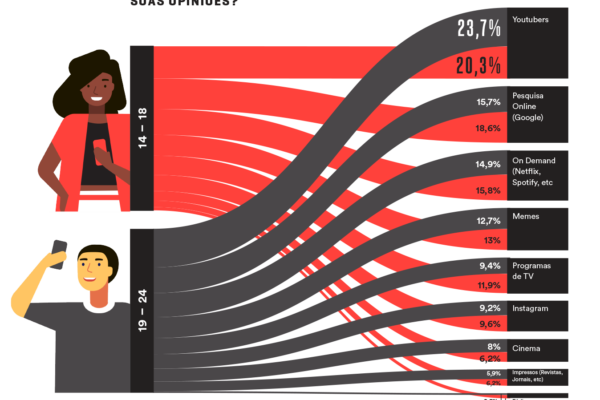 SUAS OPINIÕES?
14 – 18
19 – 24
23,7%
20,3%
Youtubers
15,7%
18,6%
Pesquisa
Online
(Google)
14,9%
15,8%
On Demand
(Netflix,
Spotify, etc
12,7%
13%
Memes
9,4%
11,9%
Programas
de TV
9,2%
9,6%
Instagram
8%
6,2%
Cinema
5,9%
Impressos (Revistas,
Jornais, etc)